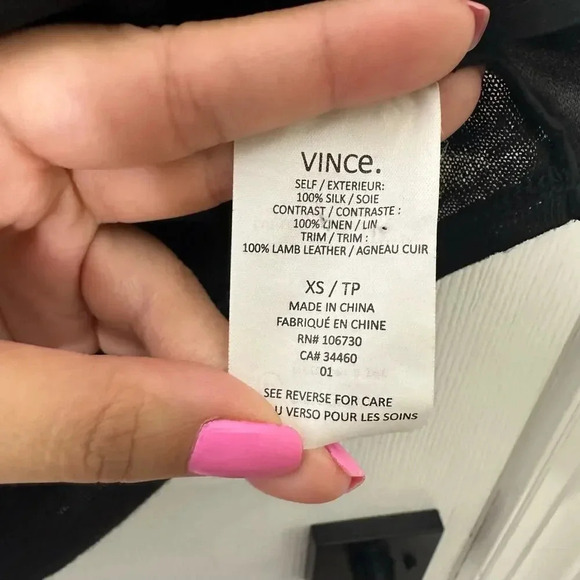 VINCE.
SELF / EXTERIEUR:
100% SILK / SOIE
CONTRAST / CONTRASTE :
100% LINEN / LIN
TRIM / TRIM :
100% LAMB LEATHER / AGNEAU CUIR
XS / TP
MADE IN CHINA
FABRIQUÉ EN CHINE
RN# 106730
CA# 34460
01
SEE REVERSE FOR CARE
U VERSO POUR LES SOINS